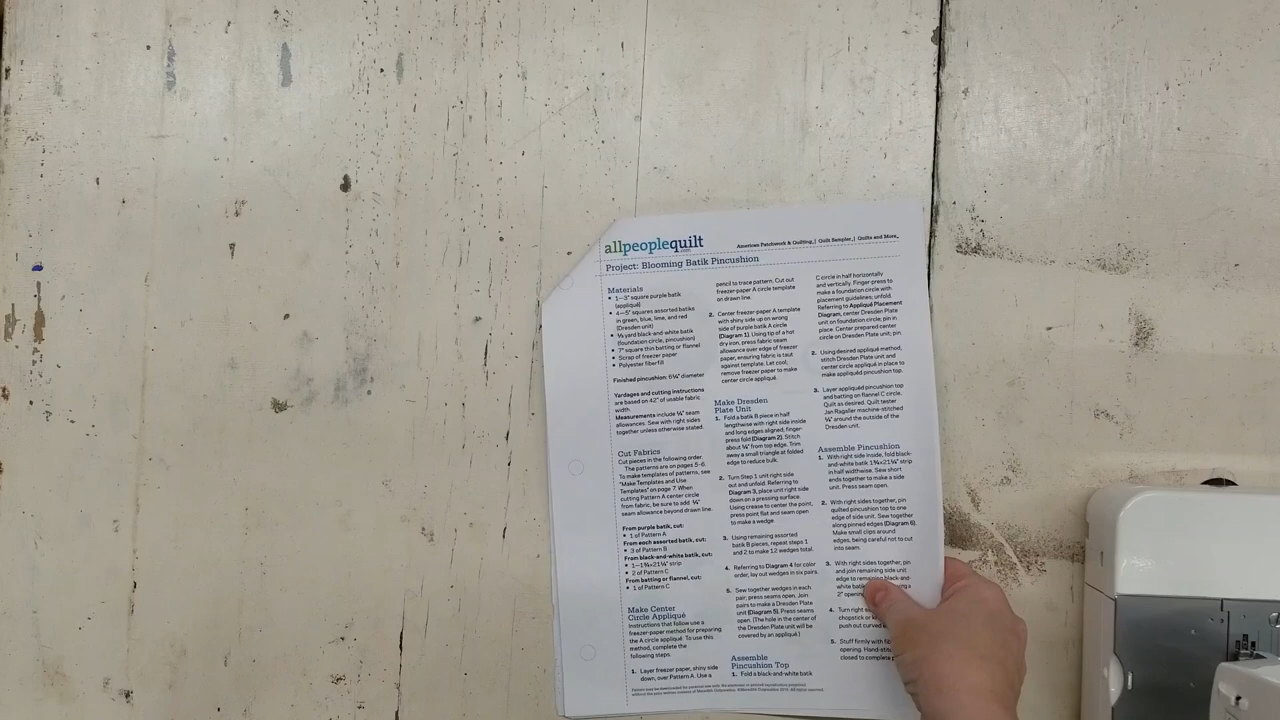 allpeoplequilt
.com
American Patchwork & Quilting, | Quilt Sampler, | Quilts and More,
Project: Blooming Batik Pincushion
Materials
• 1—3" square purple batik
(appliqué)
• 4—5" squares assorted batiks
in green, blue, lime, and red
(Dresden unit)
yard black-and-white batik
(foundation circle, pincushion)
• 7" square thin batting or flannel
• Scrap of freezer paper
• Polyester fiberfill
Finished pincushion: 6¼" diameter
Yardages and cutting instructions
are based on 42" of usable fabric
width.
Measurements include ¼" seam
allowances. Sew with right sides
together unless otherwise stated.
Cut Fabrics
Cut pieces in the following order.
The patterns are on pages 5-6.
To make templates of patterns, see
"Make Templates and Use
Templates" on page 7. When
cutting Pattern A center circle
from fabric, be sure to add ¼"
seam allowance beyond drawn line.
From purple batik, cut:
• 1 of Pattern A
From each assorted batik, cut:
• 3 of Pattern B
From black-and-white batik, cut:
• 1—1¾×21¼" strip
• 2 of Pattern C
From batting or flannel, cut:
• 1 of Pattern C
Make Center
Circle Appliqué
Instructions that follow use a
freezer-paper method for preparing
the A circle appliqué. To use this
method, complete the
following steps.
1. Layer freezer paper, shiny side
down, over Pattern A. Use a
pencil to trace pattern. Cut out
freezer-paper A circle template
on drawn line.
2. Center freezer-paper A template
with shiny side up on wrong
side of purple batik A circle
(Diagram 1). Using tip of a hot
dry iron, press fabric seam
allowance over edge of freezer
paper, ensuring fabric is taut
against template. Let cool;
remove freezer paper to make
center circle appliqué.
Make Dresden
Plate Unit
1. Fold a batik B piece in half
lengthwise with right side inside
and long edges aligned; finger-
press fold (Diagram 2). Stitch
about ¼" from top edge. Trim
away a small triangle at folded
edge to reduce bulk.
2. Turn Step 1 unit right side
out and unfold. Referring to
Diagram 3, place unit right side
down on a pressing surface.
Using crease to center the point,
press point flat and seam open
to make a wedge.
3. Using remaining assorted
batik B pieces, repeat steps 1
and 2 to make 12 wedges total.
4. Referring to Diagram 4 for color
order, lay out wedges in six pairs.
5. Sew together wedges in each
pair; press seams open. Join
pairs to make a Dresden Plate
unit (Diagram 5). Press seams
open. (The hole in the center of
the Dresden Plate unit will be
covered by an appliqué.)
Assemble
Pincushion Top
1. Fold a black-and-white batik
C circle in half horizontally
and vertically. Finger-press to
make a foundation circle with
placement guidelines; unfold.
Referring to Appliqué Placement
Diagram, center Dresden Plate
unit on foundation circle; pin in
place. Center prepared center
circle on Dresden Plate unit; pin.
2. Using desired appliqué method,
stitch Dresden Plate unit and
center circle appliqué in place to
make appliquéd pincushion top.
3. Layer appliquéd pincushion top
and batting on flannel C circle.
Quilt as desired. Quilt tester
Jan Ragaller machine-stitched
¼" around the outside of the
Dresden unit.
Assemble Pincushion
1. With right side inside, fold black-
and-white batik 1¾×21¼" strip
in half widthwise. Sew short
ends together to make a side
unit. Press seam open.
2. With right sides together, pin
quilted pincushion top to one
edge of side unit. Sew together
along pinned edges (Diagram 6).
Make small clips around
edges, being careful not to cut
into seam.
3. With right sides together, pin
and join remaining side unit
edge to remaining black-and-
white batik
2" opening
4. Turn right
chopstick or
push out curved
5. Stuff firmly with
opening. Hand-
closed to complete